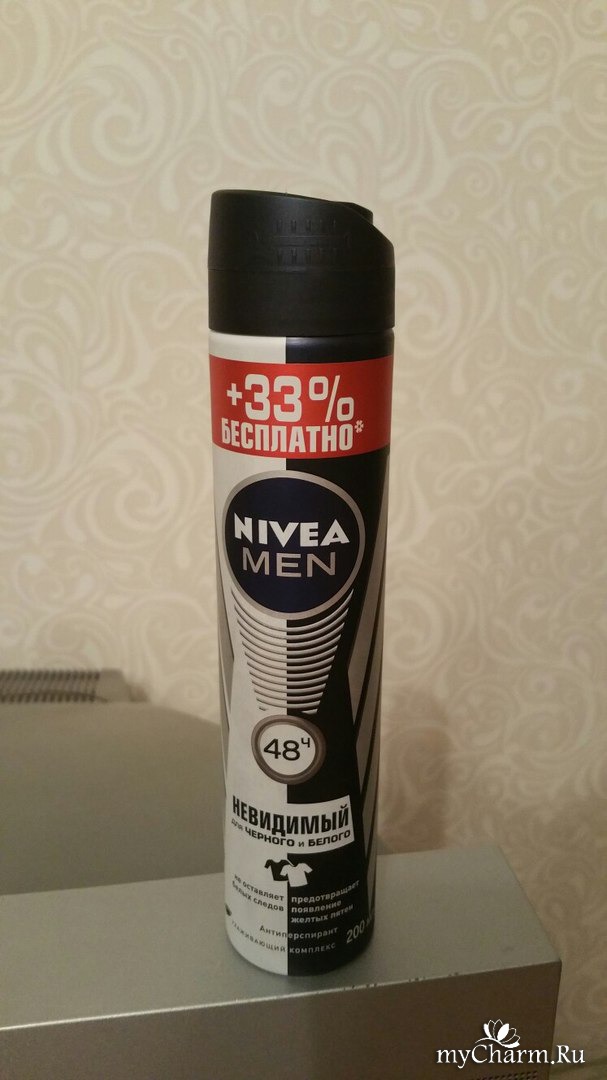 +33%
БЕСПЛАТНО*
NIVEA
MEN
48ч
НЕВИДИМЫЙ
для ЧЕРНОГО и БЕЛОГО
не оставляет
белых следов
предотвращает
появление
желтых пятен
Антиперспирант
200
комплекс
myCharm.Ru